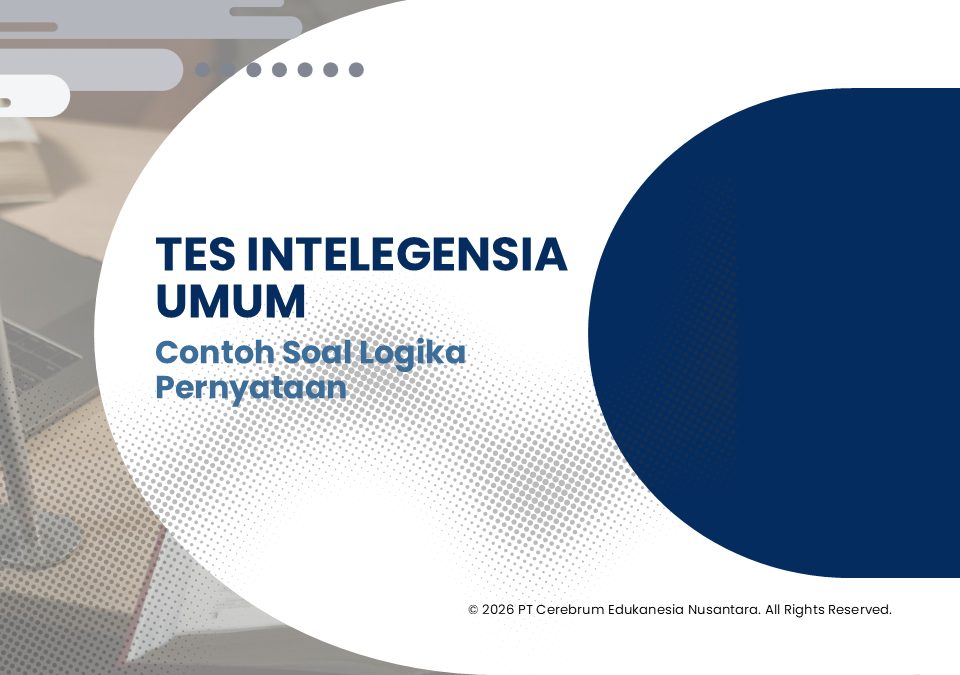 TES INTELEGENSIA
UMUM
Contoh Soal Logika
Pernyataan
© 2026 PT Cerebrum Edukanesia Nusantara. All Rights Reserved.